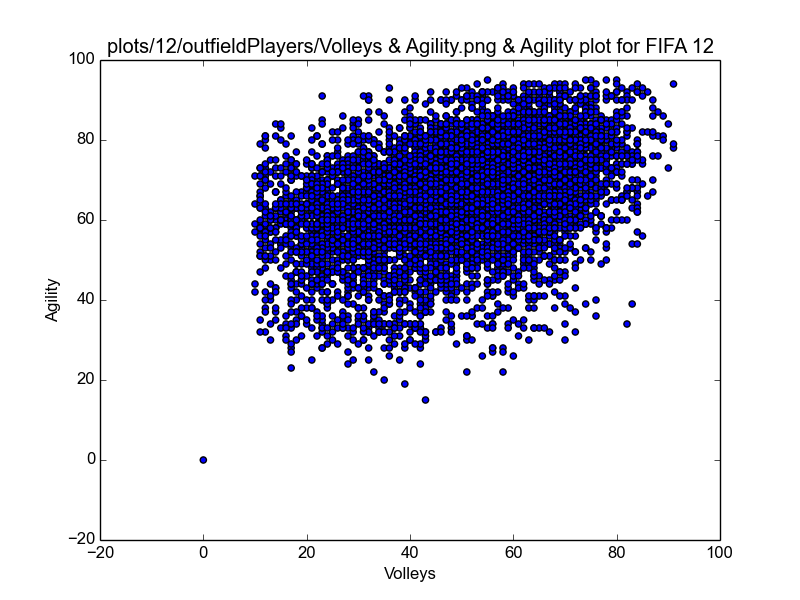 plots/12/outfieldPlayers/Volleys & Agility.png & Agility plot for FIFA 12
100
80
60
40
20
0
−20
Agility
−20 0 20 40 60 80 100
Volleys